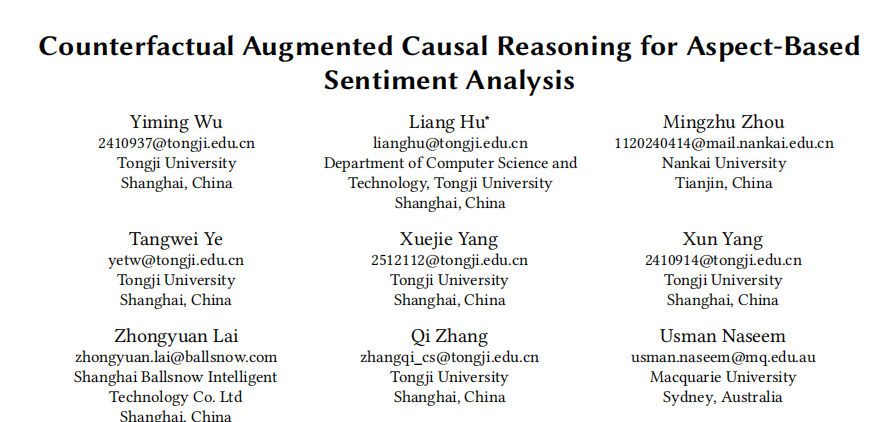 Counterfactual Augmented Causal Reasoning for Aspect-Based
Sentiment Analysis
Yiming Wu
2410937@tongji.edu.cn
Tongji University
Shanghai, China
Liang Hu*
lianghu@tongji.edu.cn
Department of Computer Science and
Technology, Tongji University
Shanghai, China
Mingzhu Zhou
1120240414@mail.nankai.edu.cn
Nankai University
Tianjin, China
Tangwei Ye
yetw@tongji.edu.cn
Tongji University
Shanghai, China
Xuejie Yang
2512112@tongji.edu.cn
Tongji University
Shanghai, China
Xun Yang
2410914@tongji.edu.cn
Tongji University
Shanghai, China
Zhongyuan Lai
zhongyuan.lai@ballsnow.com
Shanghai Ballsnow Intelligent
Technology Co. Ltd
Shanghai, China
Qi Zhang
zhangqi_cs@tongji.edu.cn
Tongji University
Shanghai, China
Usman Naseem
usman.naseem@mq.edu.au
Macquarie University
Sydney, Australia